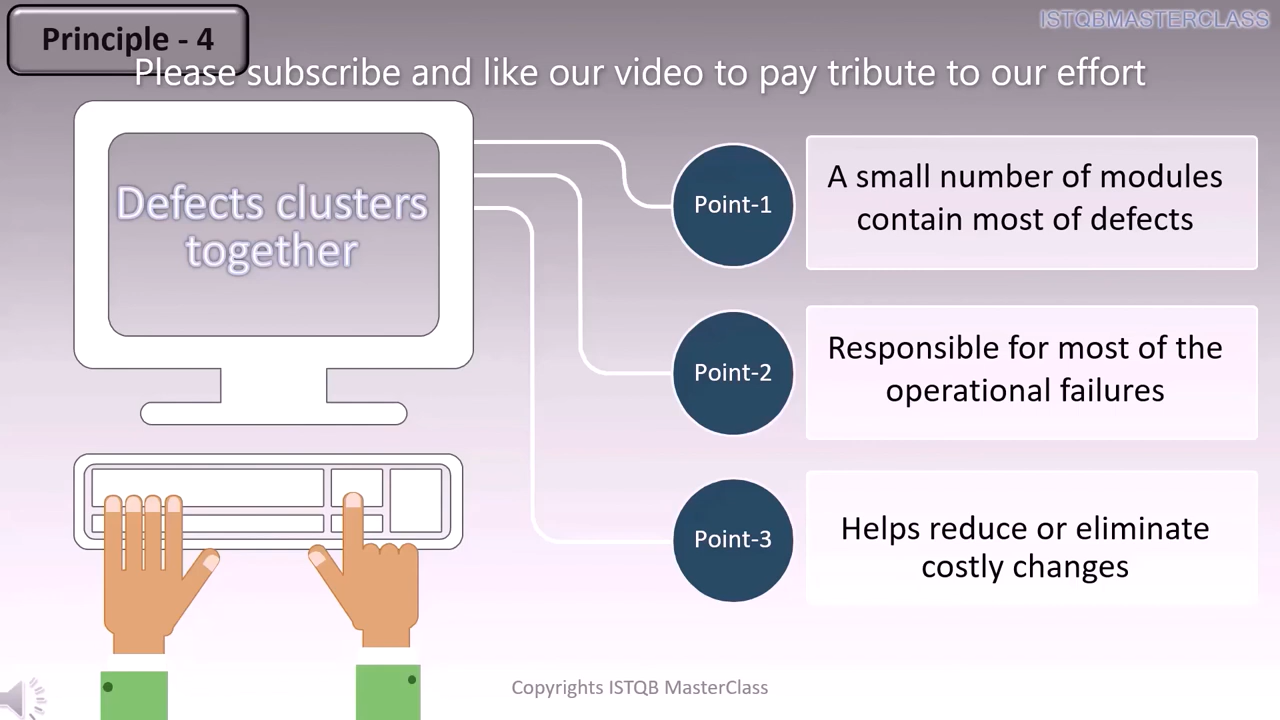 ISTQBMASTERCLASS
Principle - 4
Please subscribe and like our video to pay tribute to our effort
Defects clusters
together
Point-1
A small number of modules
contain most of defects
Point-2
Responsible for most of the
operational failures
Point-3
Helps reduce or eliminate
costly changes
Copyrights ISTQB MasterClass